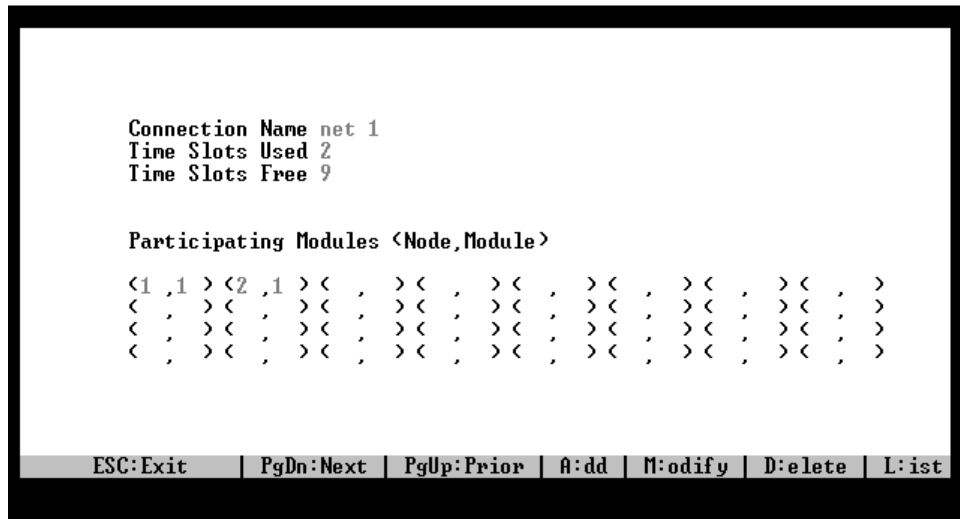 Connection Name net 1
Time Slots Used 2
Time Slots Free 9
Participating Modules (Node,Module)
(1 ,1 ) (2 ,1 ) (  ,  ) (  ,  ) (  ,  ) (  ,  ) (  ,  ) (  ,  )
(  ,  ) (  ,  ) (  ,  ) (  ,  ) (  ,  ) (  ,  ) (  ,  ) (  ,  )
(  ,  ) (  ,  ) (  ,  ) (  ,  ) (  ,  ) (  ,  ) (  ,  ) (  ,  )
(  ,  ) (  ,  ) (  ,  ) (  ,  ) (  ,  ) (  ,  ) (  ,  ) (  ,  )
ESC:Exit | PgDn:Next | PgUp:Prior | A:dd | M:odify | D:elete | L:ist